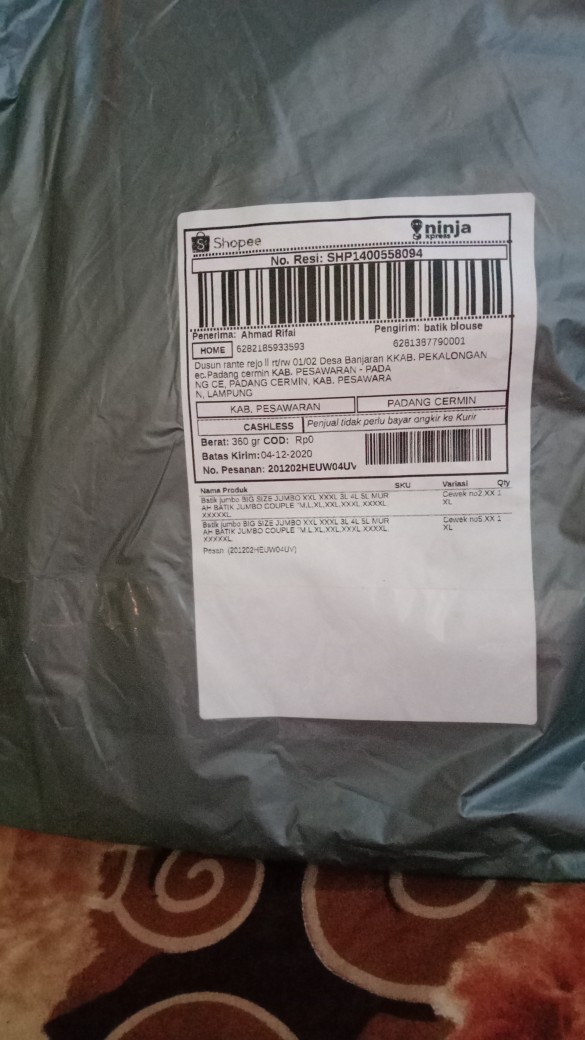 Shopee
ninja
xpress
No. Resi: SHP1400558094
Penerima: Ahmad Rifai
Pengirim: batik blouse
HOME 6282185933593
6281387790001
Dusun rante rejo ll rt/rw 01/02 Desa Banjaran KKAB. PEKALONGAN
ec.Padang cermin KAB. PESAWARAN - PADA
NG CE, PADANG CERMIN, KAB. PESAWARA
N, LAMPUNG
KAB. PESAWARAN PADANG CERMIN
CASHLESS Penjual tidak perlu bayar ongkir ke Kurir
Berat: 360 gr COD: Rp0
Batas Kirim: 04-12-2020
No. Pesanan: 201202HEUW04UV
Nama Produk SKU Variasi Qty
Batik jumbo BIG SIZE JUMBO XXL XXXL 3L 4L 5L MUR Cewek no2,XX 1
AH BATIK JUMBO COUPLE "M,L,XL,XXL,XXXL,XXXXL, XL
XXXXXL
Batik jumbo BIG SIZE JUMBO XXL XXXL 3L 4L 5L MUR Cewek no5,XX 1
AH BATIK JUMBO COUPLE "M,L,XL,XXL,XXXL,XXXXL, XL
XXXXXL
Pesan: (201202HEUW04UV)